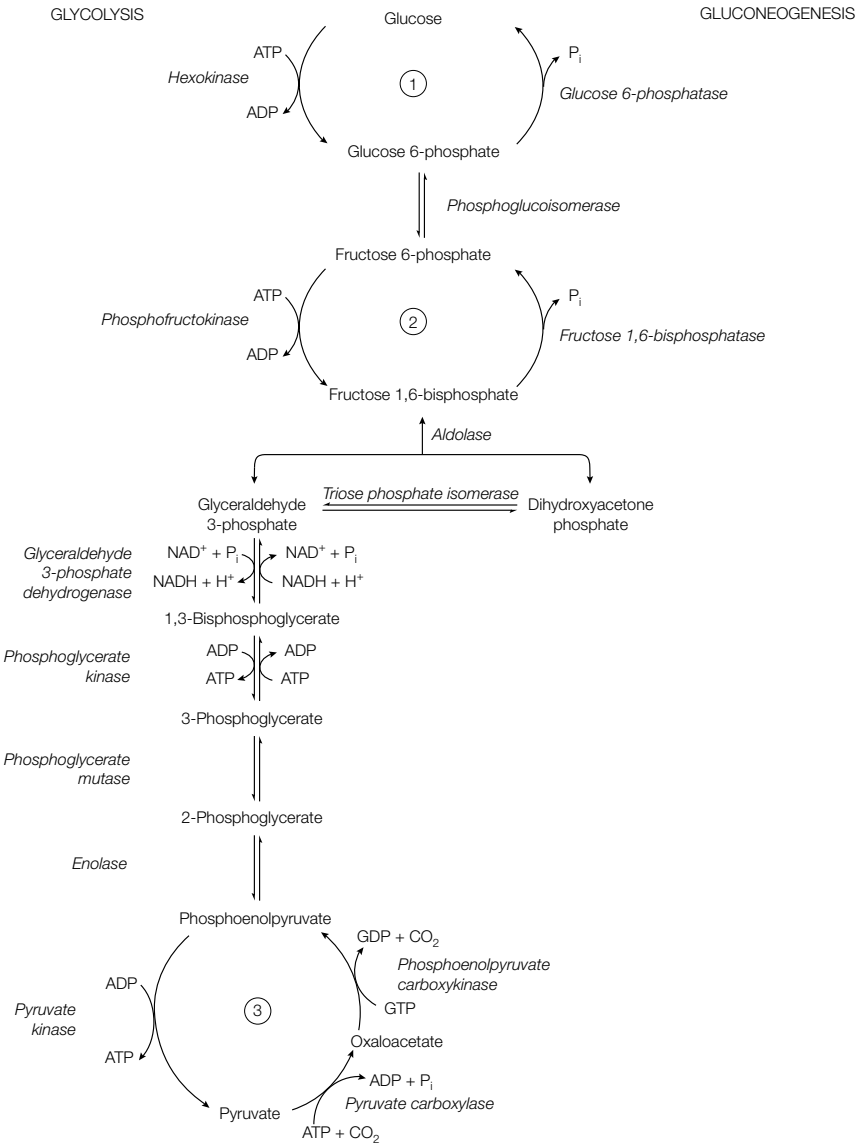 GLYCOLYSIS
Glucose
GLUCONEOGENESIS
ATP
Hexokinase
ADP
1
Pi
Glucose 6-phosphatase
Glucose 6-phosphate
Phosphoglucoisomerase
Fructose 6-phosphate
ATP
Phosphofructokinase
ADP
2
Pi
Fructose 1,6-bisphosphatase
Fructose 1,6-bisphosphate
Aldolase
Glyceraldehyde
3-phosphate
Triose phosphate isomerase
Dihydroxyacetone
phosphate
Glyceraldehyde
3-phosphate
dehydrogenase
NAD+ + Pi
NADH + H+
NAD+ + Pi
NADH + H+
1,3-Bisphosphoglycerate
Phosphoglycerate
kinase
ADP
ATP
ADP
ATP
3-Phosphoglycerate
Phosphoglycerate
mutase
2-Phosphoglycerate
Enolase
Phosphoenolpyruvate
ADP
Pyruvate
kinase
ATP
3
GDP + CO2
Phosphoenolpyruvate
carboxykinase
GTP
Oxaloacetate
ADP + Pi
Pyruvate carboxylase
Pyruvate
ATP + CO2